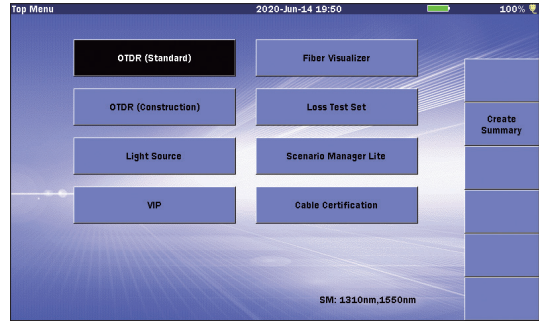 Top Menu 2020-Jun-14 19:50 100%
OTDR (Standard) Fiber Visualizer
OTDR (Construction) Loss Test Set
Create
Summary
Light Source Scenario Manager Lite
VIP Cable Certification
SM: 1310nm,1550nm